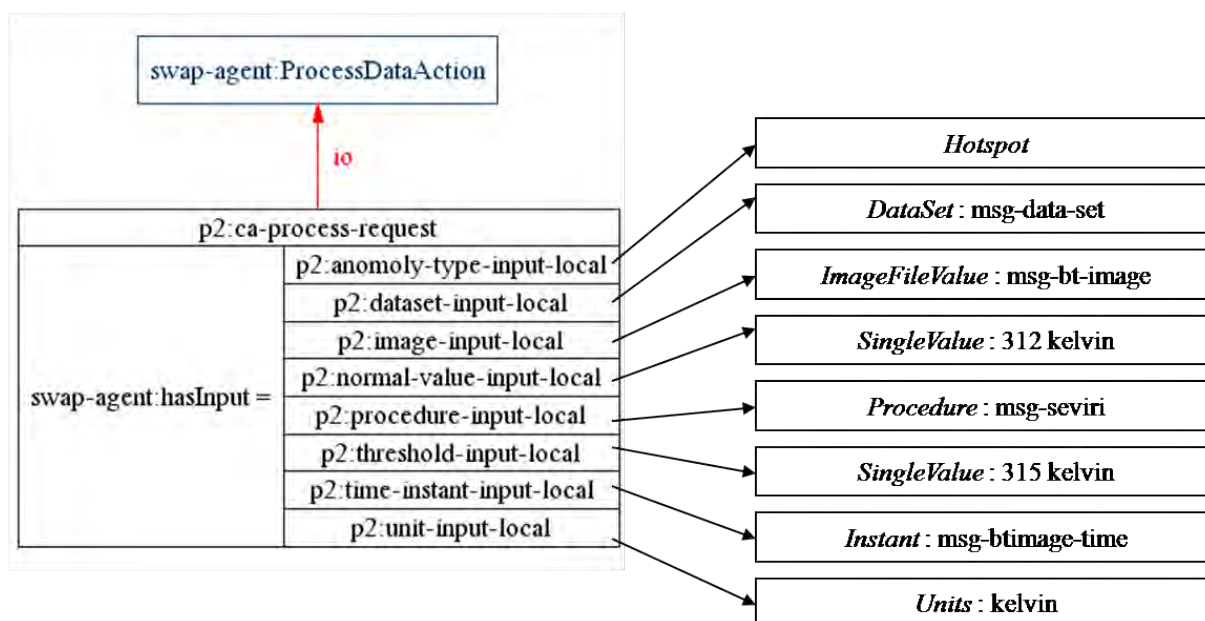 swap-agent:ProcessDataAction
io
p2:ca-process-request
swap-agent:hasInput =
p2:anomoly-type-input-local
p2:dataset-input-local
p2:image-input-local
p2:normal-value-input-local
p2:procedure-input-local
p2:threshold-input-local
p2:time-instant-input-local
p2:unit-input-local
Hotspot
DataSet : msg-data-set
ImageFileValue : msg-bt-image
SingleValue : 312 kelvin
Procedure : msg-seviri
SingleValue : 315 kelvin
Instant : msg-btimage-time
Units : kelvin